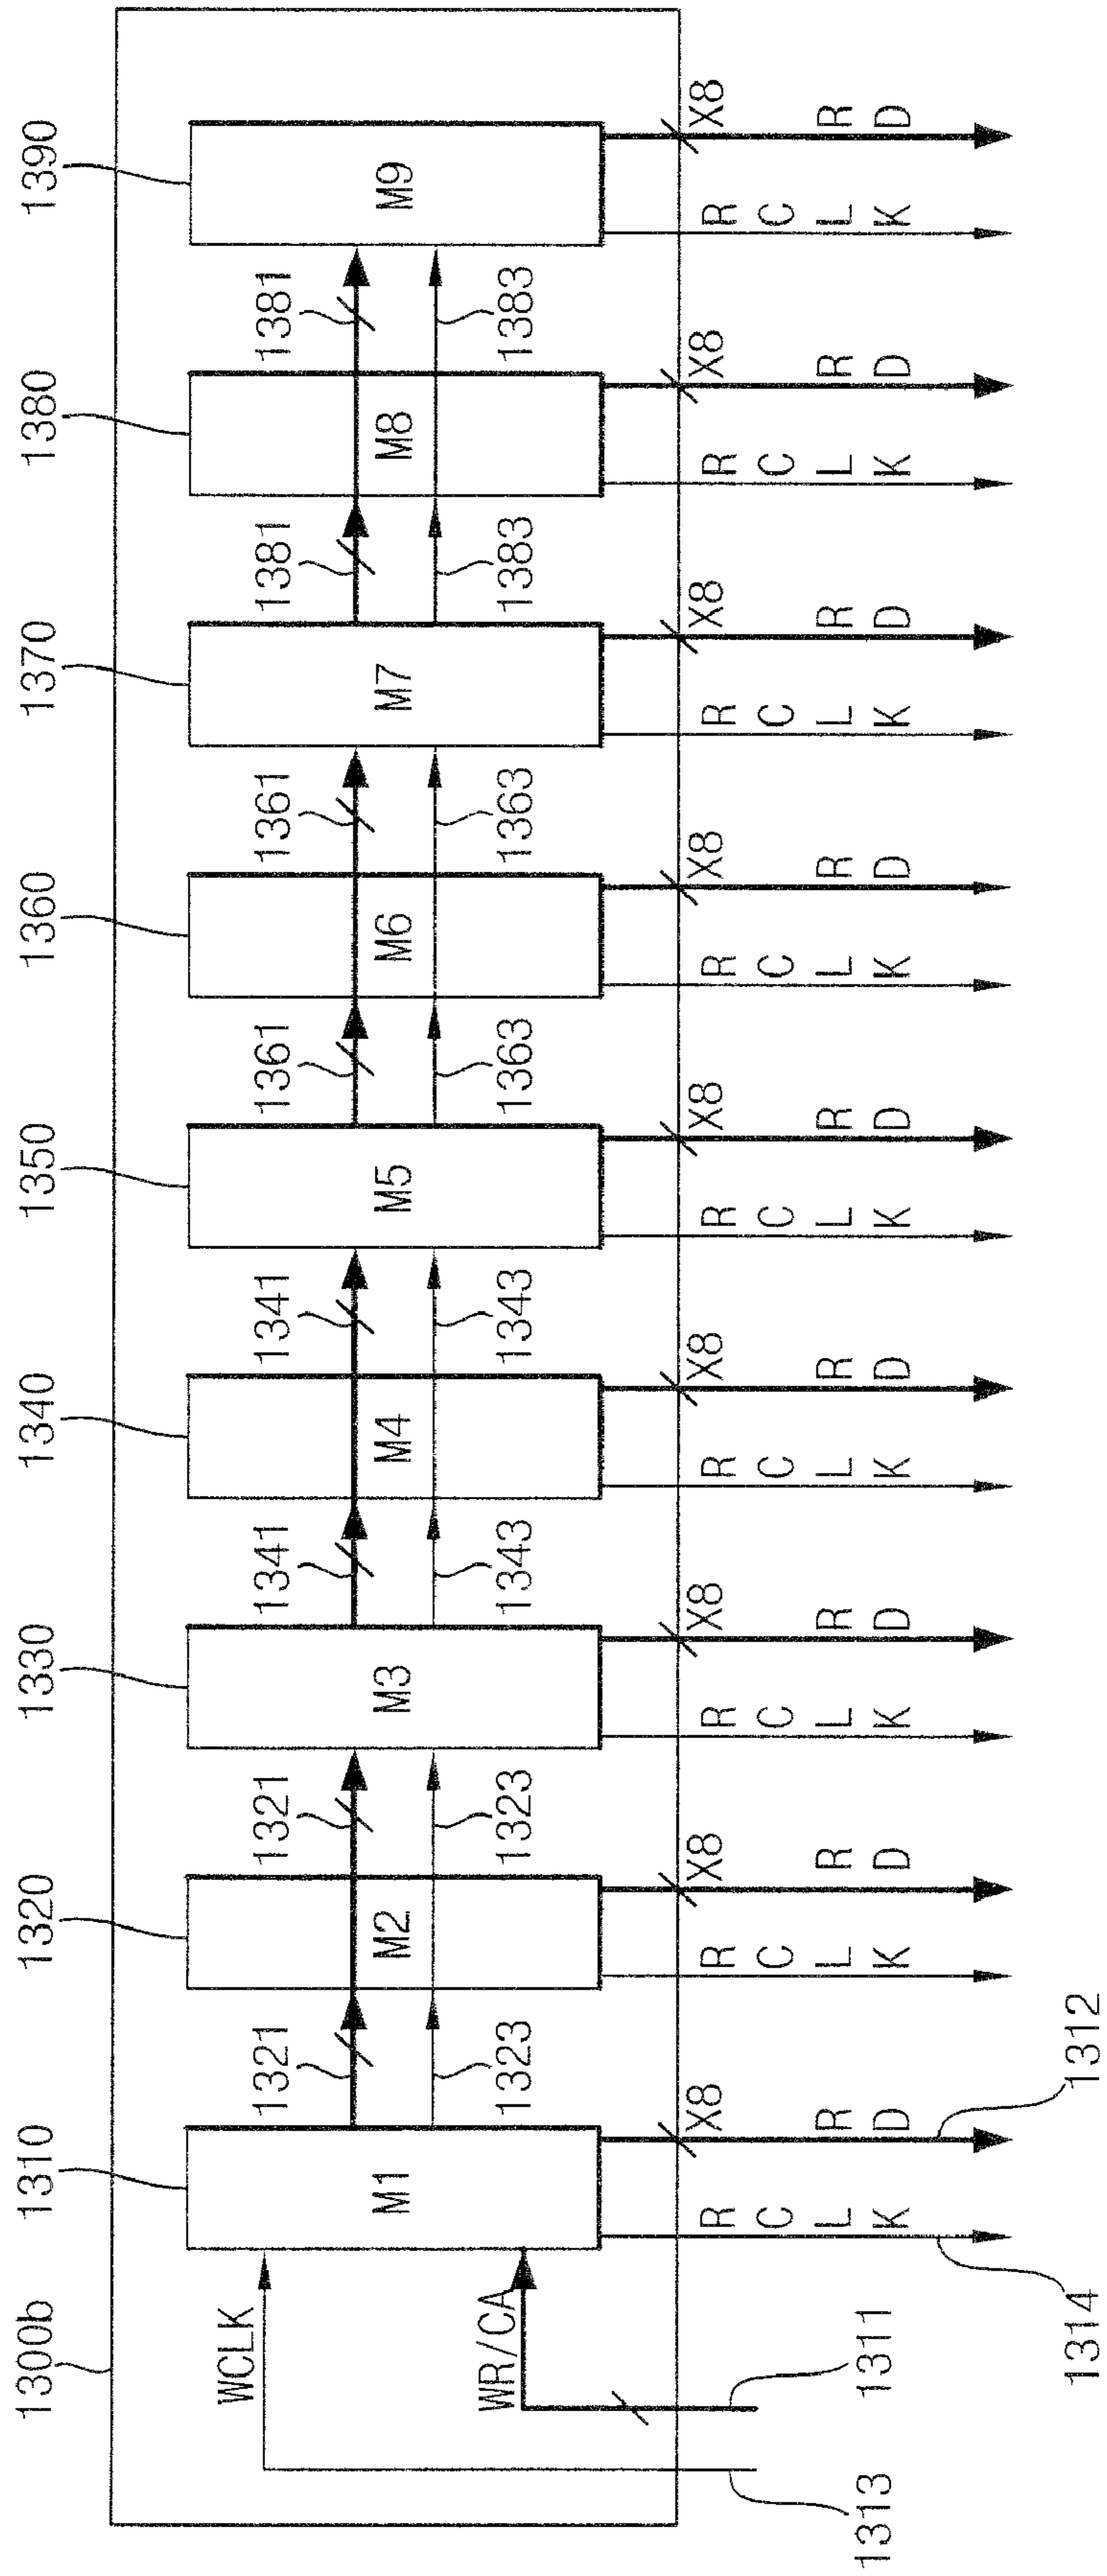 1300b
1310
1320
1330
1340
1350
1360
1370
1380
1390
WCLK
WR/CA
M1
1321
1323
M2
1321
1323
M3
1341
1343
M4
1341
1343
M5
1361
1363
M6
1361
1363
M7
1381
1383
M8
1381
1383
M9
1313
1311
RCLK
X8
RD
RCLK
X8
RD
RCLK
X8
RD
RCLK
X8
RD
RCLK
X8
RD
RCLK
X8
RD
RCLK
X8
RD
RCLK
X8
RD
RCLK
X8
RD
1314
1312